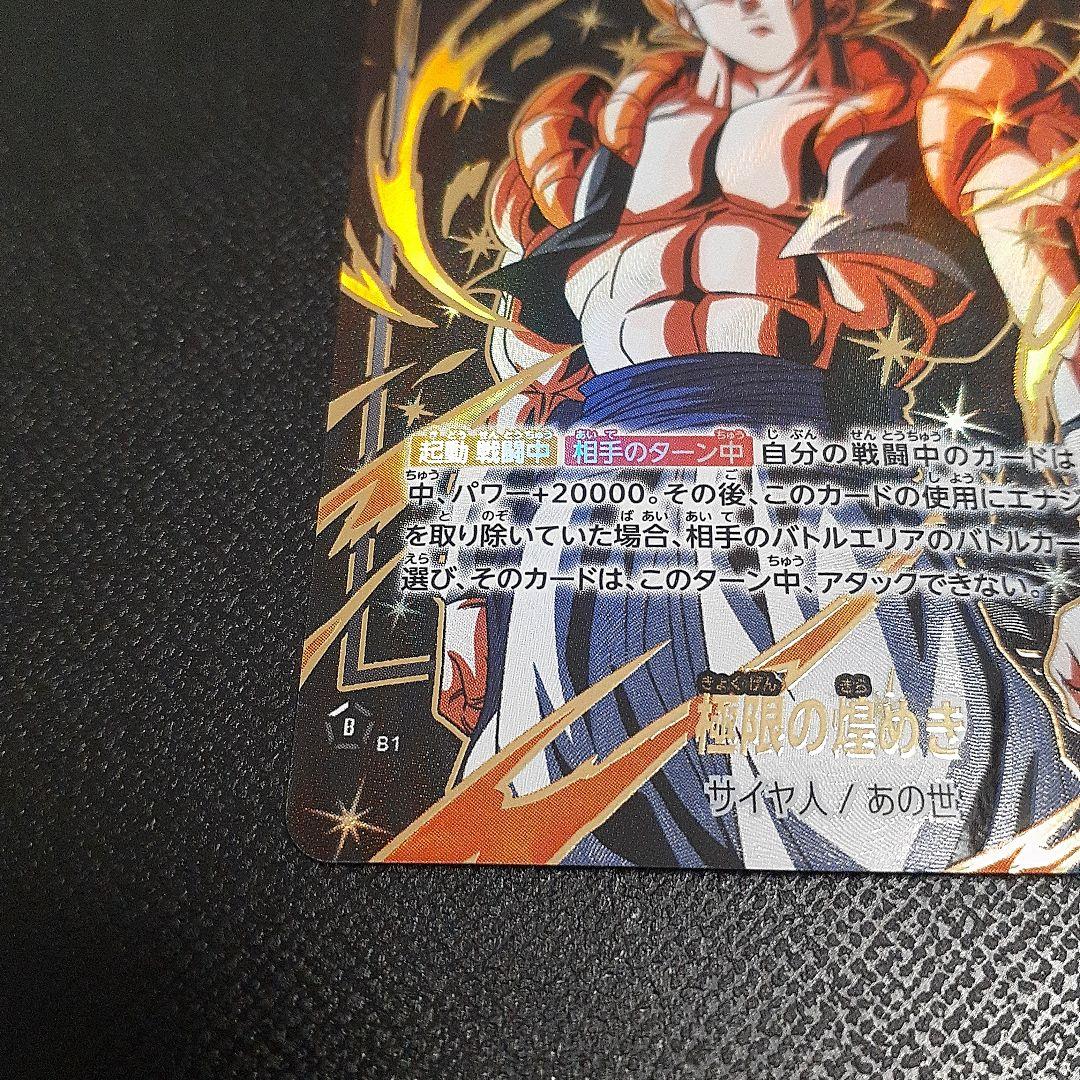 起動 戦闘中 相手のターン中 自分の戦闘中のカードは
中、パワー+20000。その後、このカードの使用にエナジ
を取り除いていた場合、相手のバトルエリアのバトルカー
選び、そのカードは、このターン中、アタックできない。
B B1
極限の煌めき
サイヤ人 / あの世